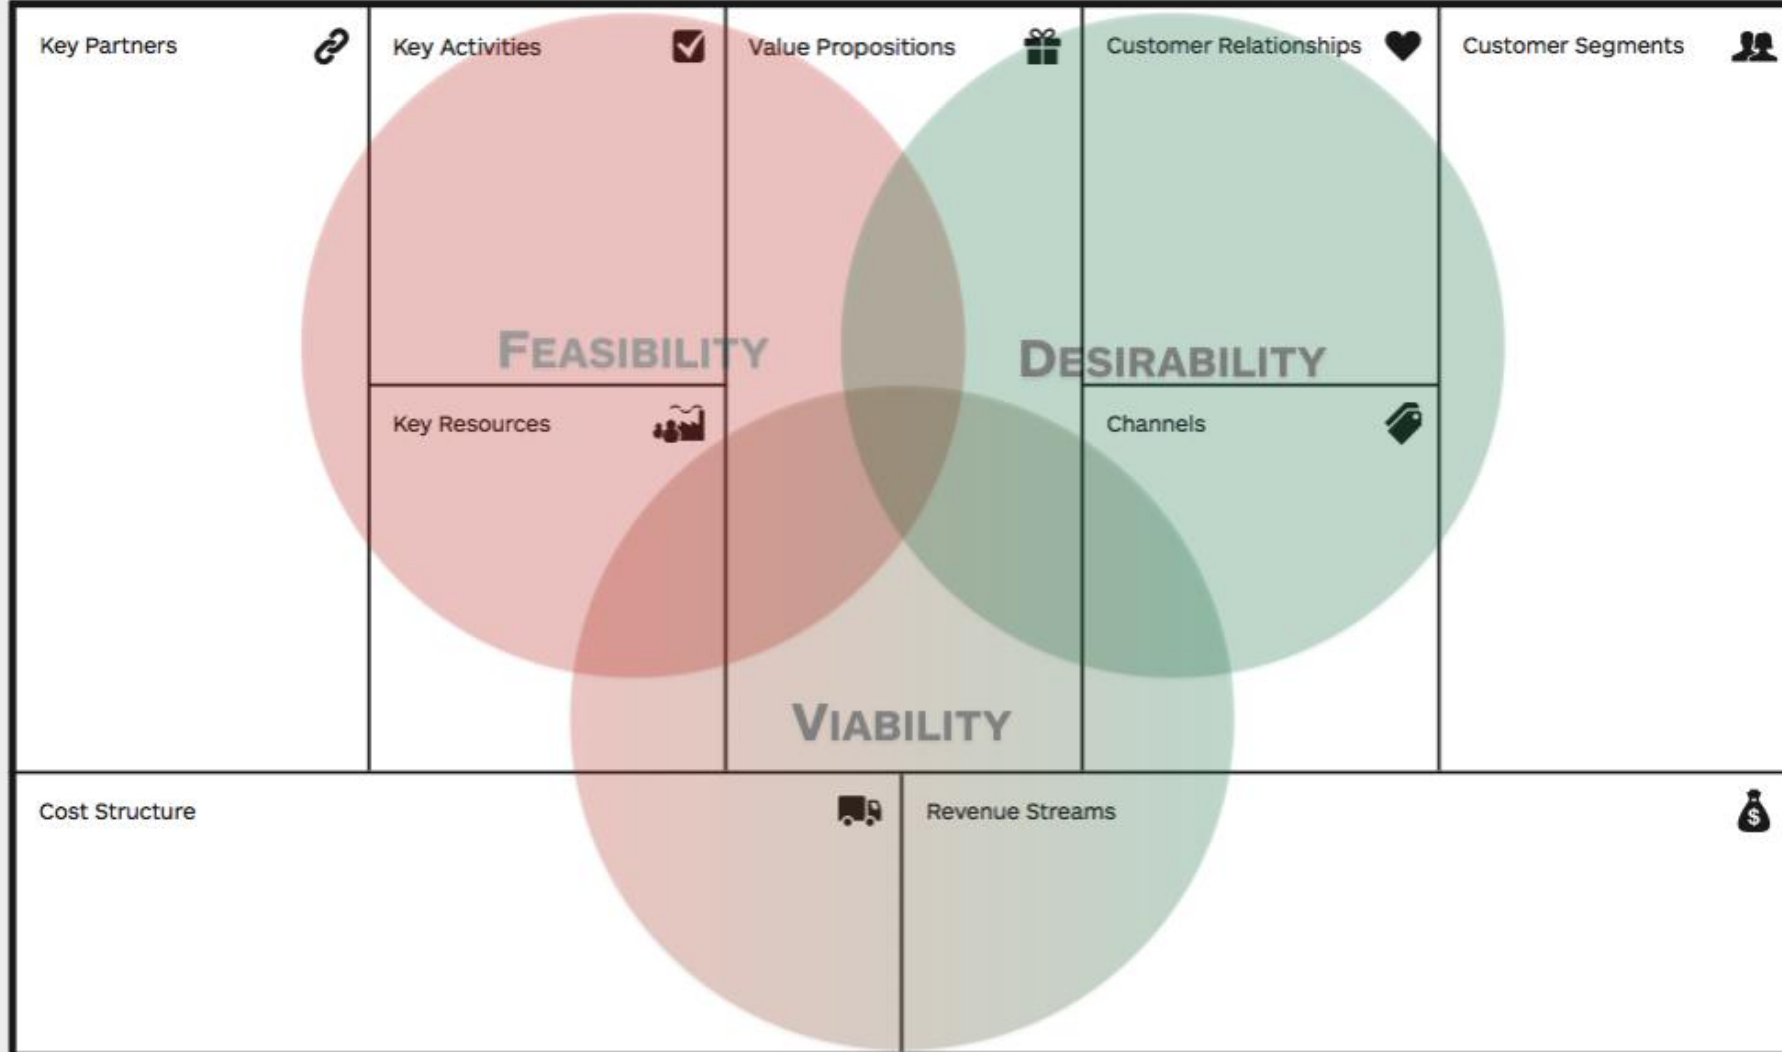 Key Partners
Key Activities
Value Propositions
Customer Relationships
Customer Segments
FEASIBILITY
DESIRABILITY
Key Resources
Channels
VIABILITY
Cost Structure
Revenue Streams
$